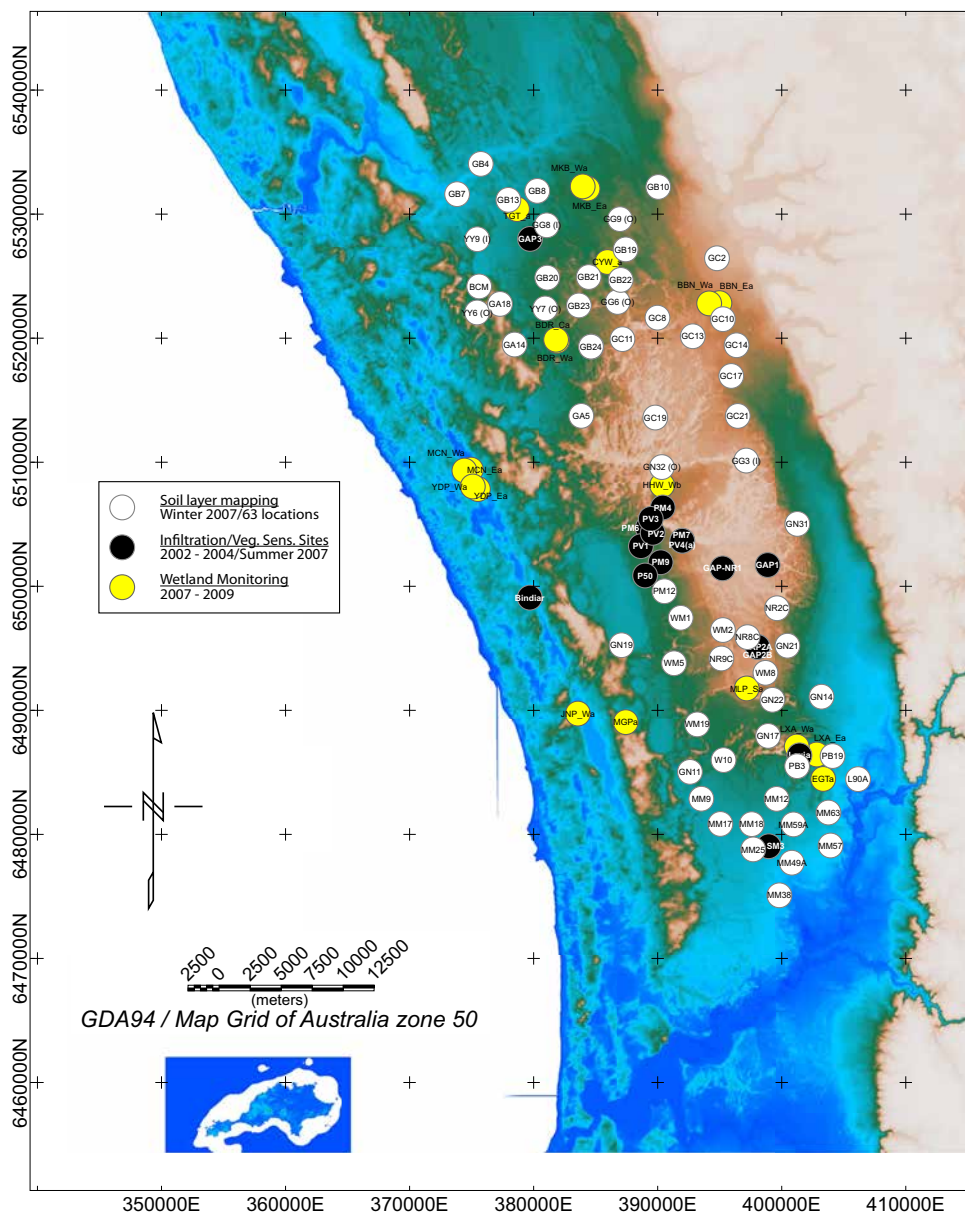 6540000N
6530000N
6520000N
6510000N
6500000N
6490000N
6480000N
6470000N
6460000N
GB4
MKB_Wa
GB7
GB13
GB8
MKB_Ea
GB10
GG8 (I)
GG9 (O)
YY9 (I)
GAP3
GB19
CYW_a
GC2
GB20
GB21
GB22
BCM
BBN_Wa
BBN_Ea
GA18
YY6 (O)
YY7 (O)
GB23
GG6 (O)
GC8
GC10
BDR_Ca
GC13
GA14
BDR_Wa
GB24
GC11
GC14
GC17
GA5
GC19
GC21
MCN_Wa
MCN_Ea
GN32 (O)
GG3 (I)
YDP_Wa
YDP_Ea
HHW_Wb
Soil layer mapping
Winter 2007/63 locations
Infiltration/Veg. Sens. Sites
2002 - 2004/Summer 2007
Wetland Monitoring
2007 - 2009
PM4
PV3
PM6
PV2
PM7
PV4(a)
PV1
GN31
PM9
P50
GAP-NR1
GAP1
Bindiar
PM12
NR2C
WM1
WM2
NR8C
GN19
GAP2B
GN21
WM5
NR9C
WM8
MLP_Sa
GN22
GN14
JNP_Wa
MGPa
WM19
GN17
LXA_Wa
LXA_Ea
W10
PB3
PB19
GN11
EGTa
L90A
MM9
MM12
MM63
MM17
MM18
MM59A
MM25
SM3
MM57
MM49A
MM38
2500
0
2500
5000
7500
10000
12500
(meters)
GDA94 / Map Grid of Australia zone 50
350000E
360000E
370000E
380000E
390000E
400000E
410000E